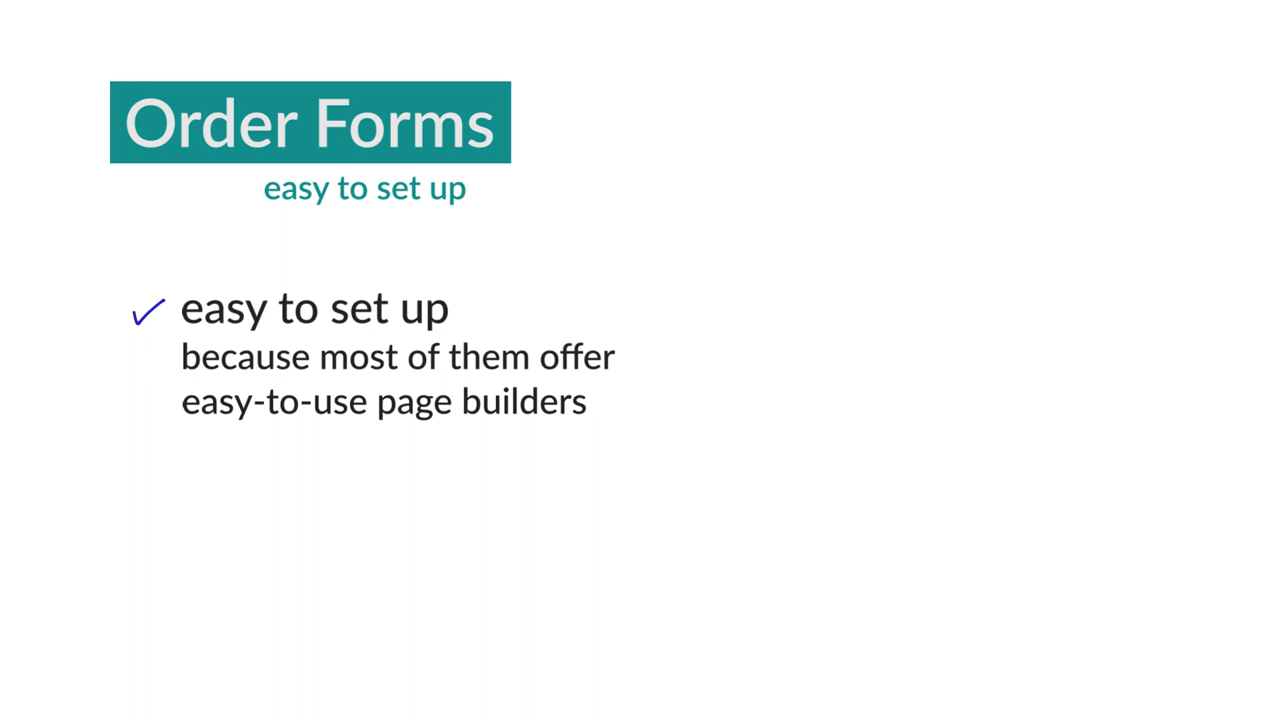 Order Forms
easy to set up
easy to set up
because most of them offer
easy-to-use page builders